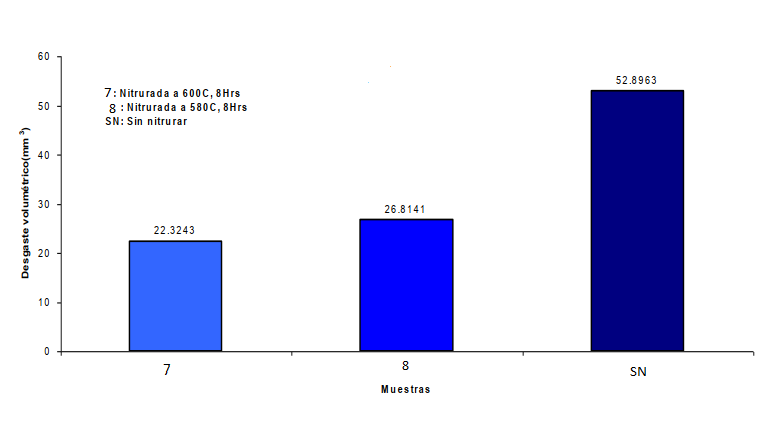 60
50
40
30
20
10
0
Desgaste volumétrico(mm³)
7: Nitrurada a 600C, 8Hrs
8 : Nitrurada a 580C, 8Hrs
SN: Sin nitrurar
22.3243
26.8141
52.8963
7
8
SN
Muestras